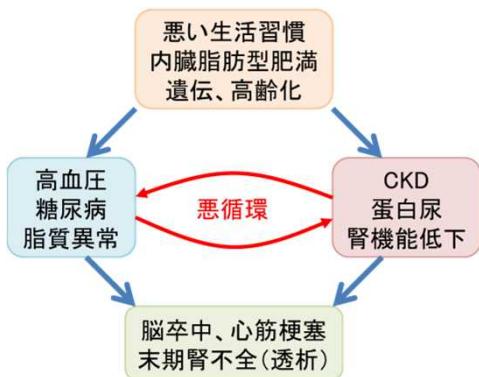 悪い生活習慣
内臓脂肪型肥満
遺伝、高齢化
高血圧
糖尿病
脂質異常
悪循環
CKD
蛋白尿
腎機能低下
脳卒中、心筋梗塞
末期腎不全(透析)